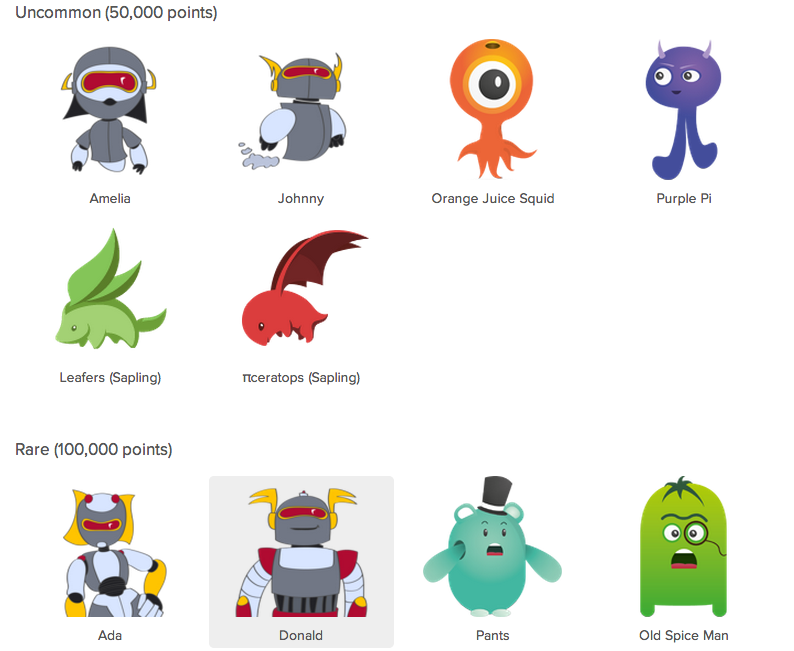 Uncommon (50,000 points)
Amelia
Johnny
Orange Juice Squid
Purple Pi
Leafers (Sapling)
πceratops (Sapling)
Rare (100,000 points)
Ada
Donald
Pants
Old Spice Man